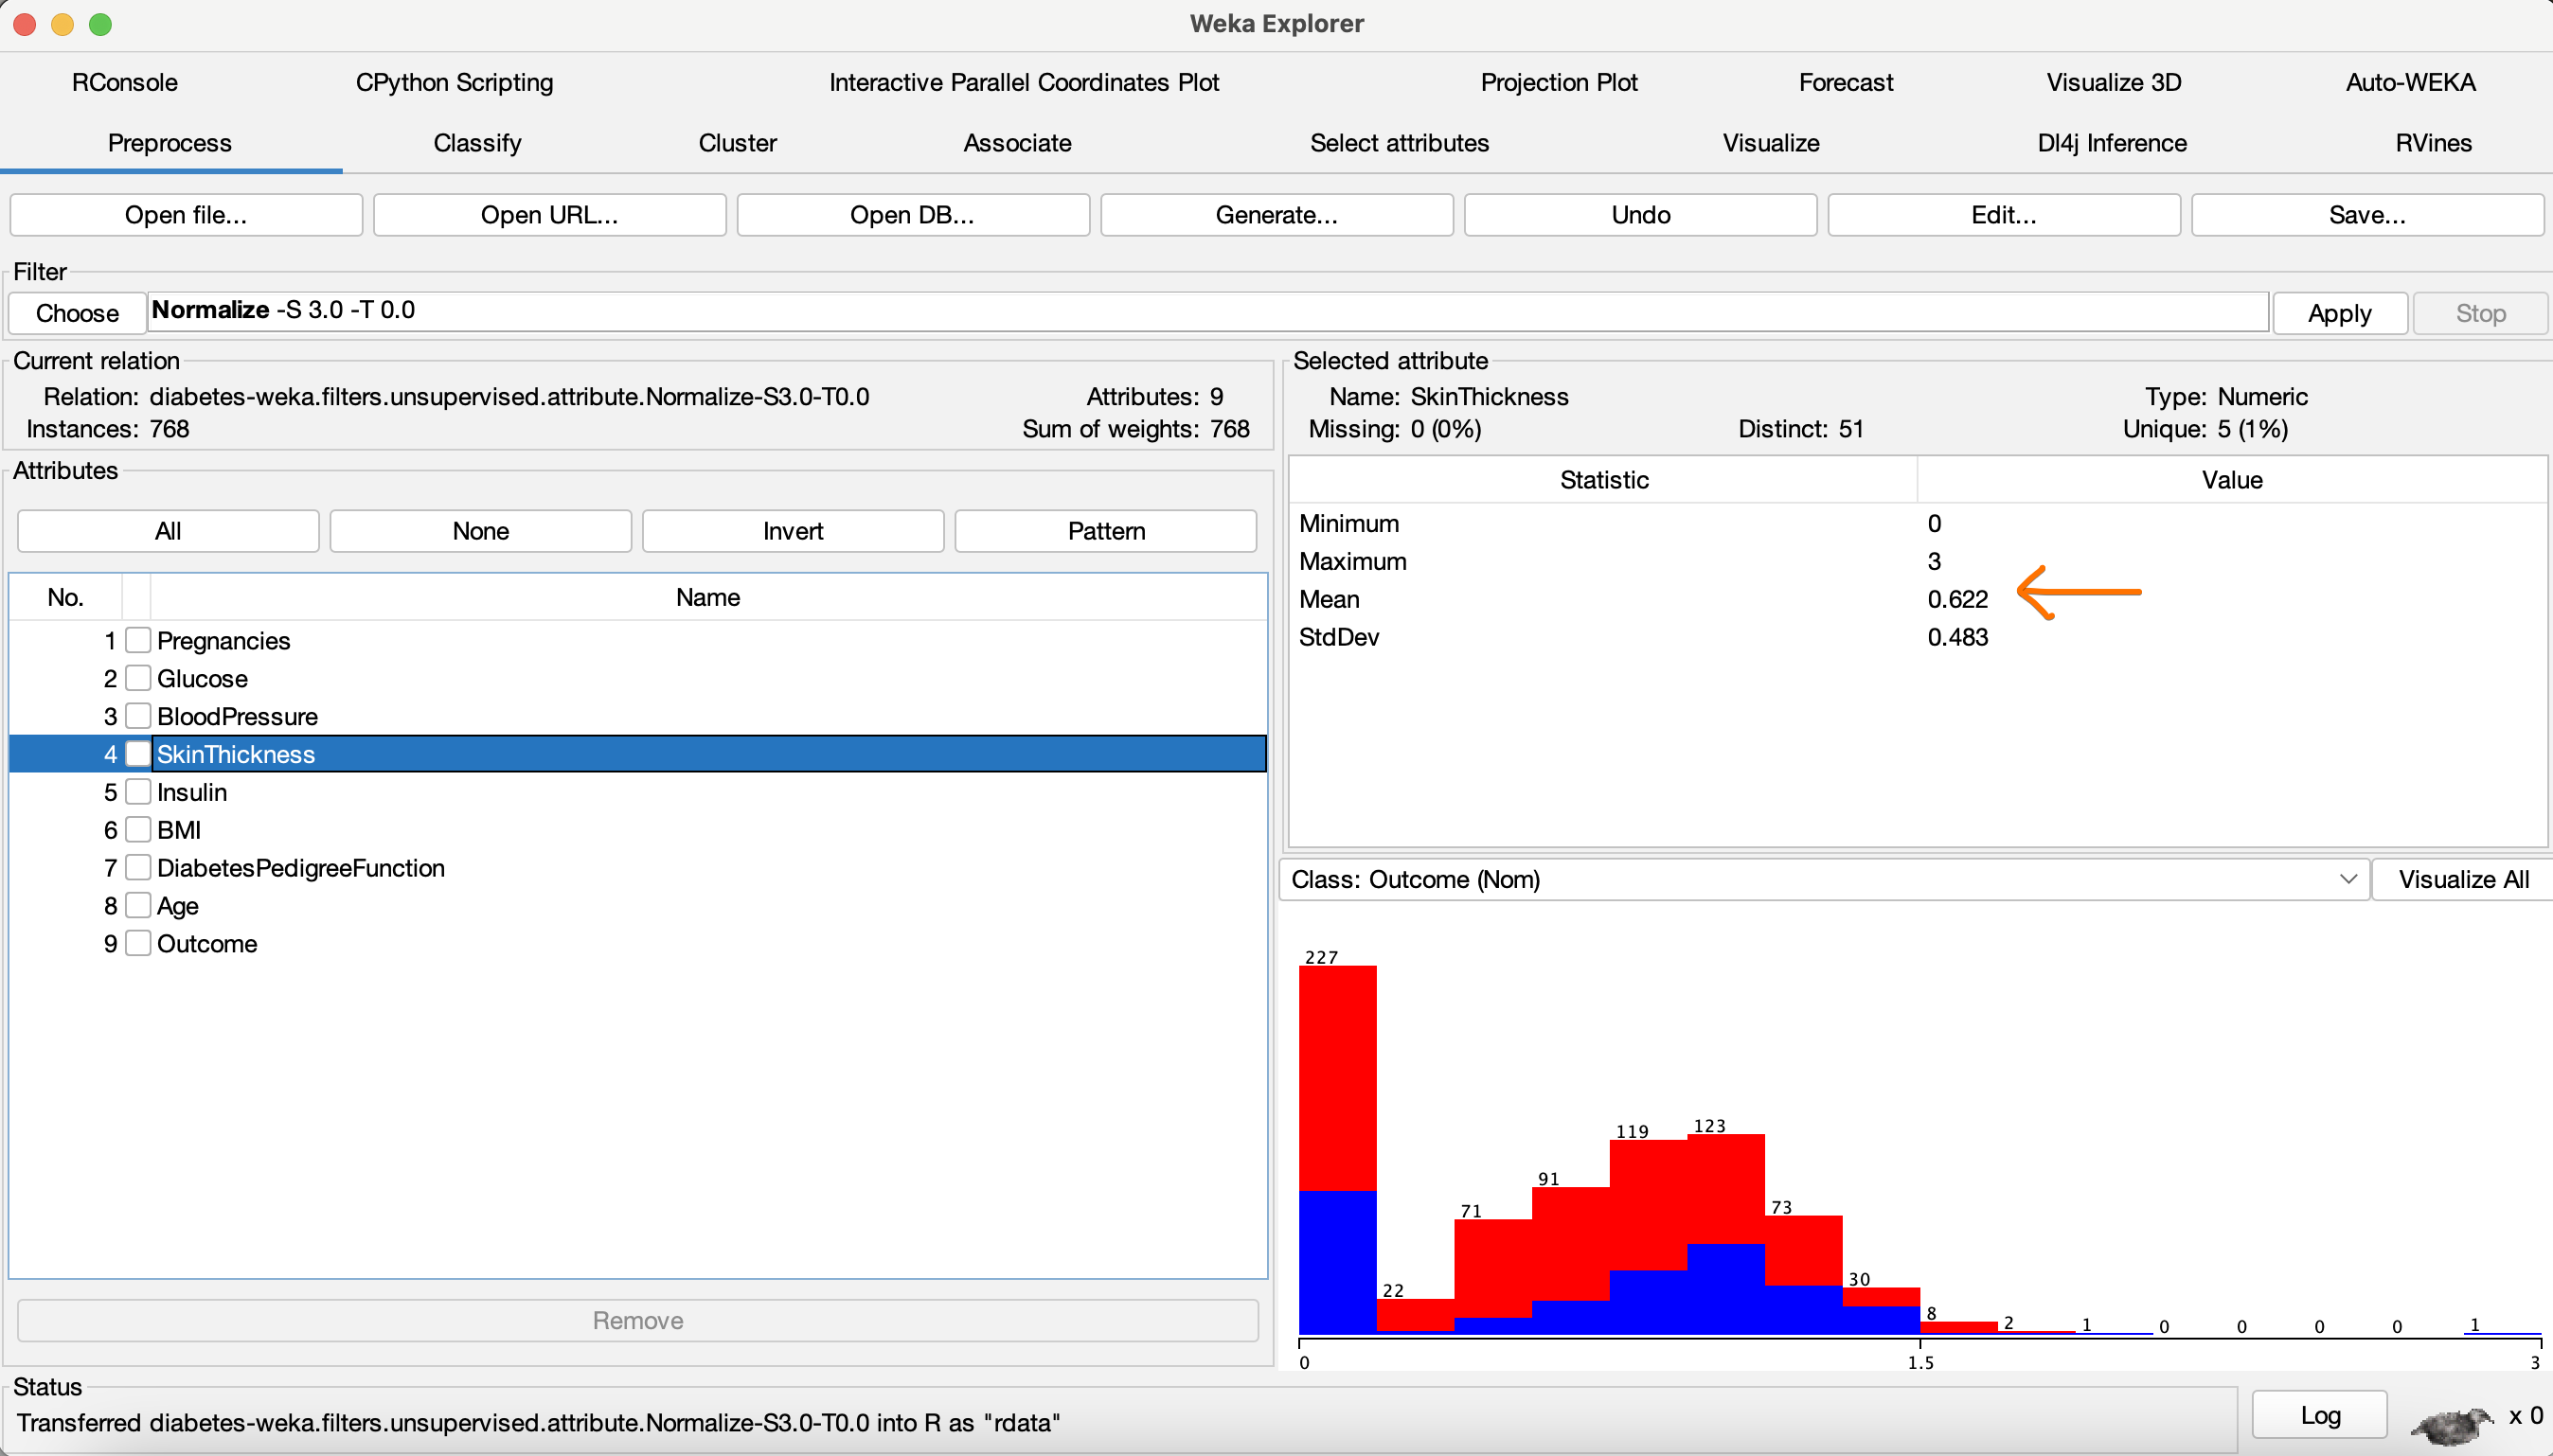 Weka Explorer
RConsole CPython Scripting Interactive Parallel Coordinates Plot Projection Plot Forecast Visualize 3D Auto-WEKA
Preprocess Classify Cluster Associate Select attributes Visualize Dl4j Inference RVines
Open file... Open URL... Open DB... Generate... Undo Edit... Save...
Filter
Choose Normalize -S 3.0 -T 0.0 Apply Stop
Current relation
Relation: diabetes-weka.filters.unsupervised.attribute.Normalize-S3.0-T0.0 Attributes: 9
Instances: 768 Sum of weights: 768
Attributes
All None Invert Pattern
No. Name
1 Pregnancies
2 Glucose
3 BloodPressure
4 SkinThickness
5 Insulin
6 BMI
7 DiabetesPedigreeFunction
8 Age
9 Outcome
Remove
Selected attribute
Name: SkinThickness Type: Numeric
Missing: 0 (0%) Distinct: 51 Unique: 5 (1%)
Statistic Value
Minimum 0
Maximum 3
Mean 0.622
StdDev 0.483
Class: Outcome (Nom) Visualize All
227 22 71 91 119 123 73 30 8 2 1 0 0 0 0 1
0 1.5 3
Status
Transferred diabetes-weka.filters.unsupervised.attribute.Normalize-S3.0-T0.0 into R as "rdata"
Log x 0